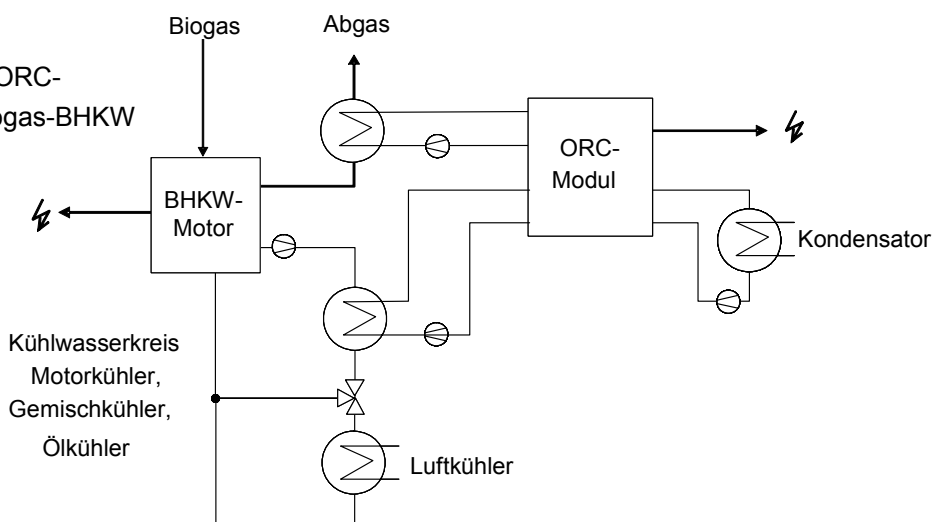 Biogas
Abgas
ORC-
ogas-BHKW
BHKW-
Motor
ORC-
Modul
Kondensator
Kühlwasserkreis
Motorkühler,
Gemischkühler,
Ölkühler
Luftkühler